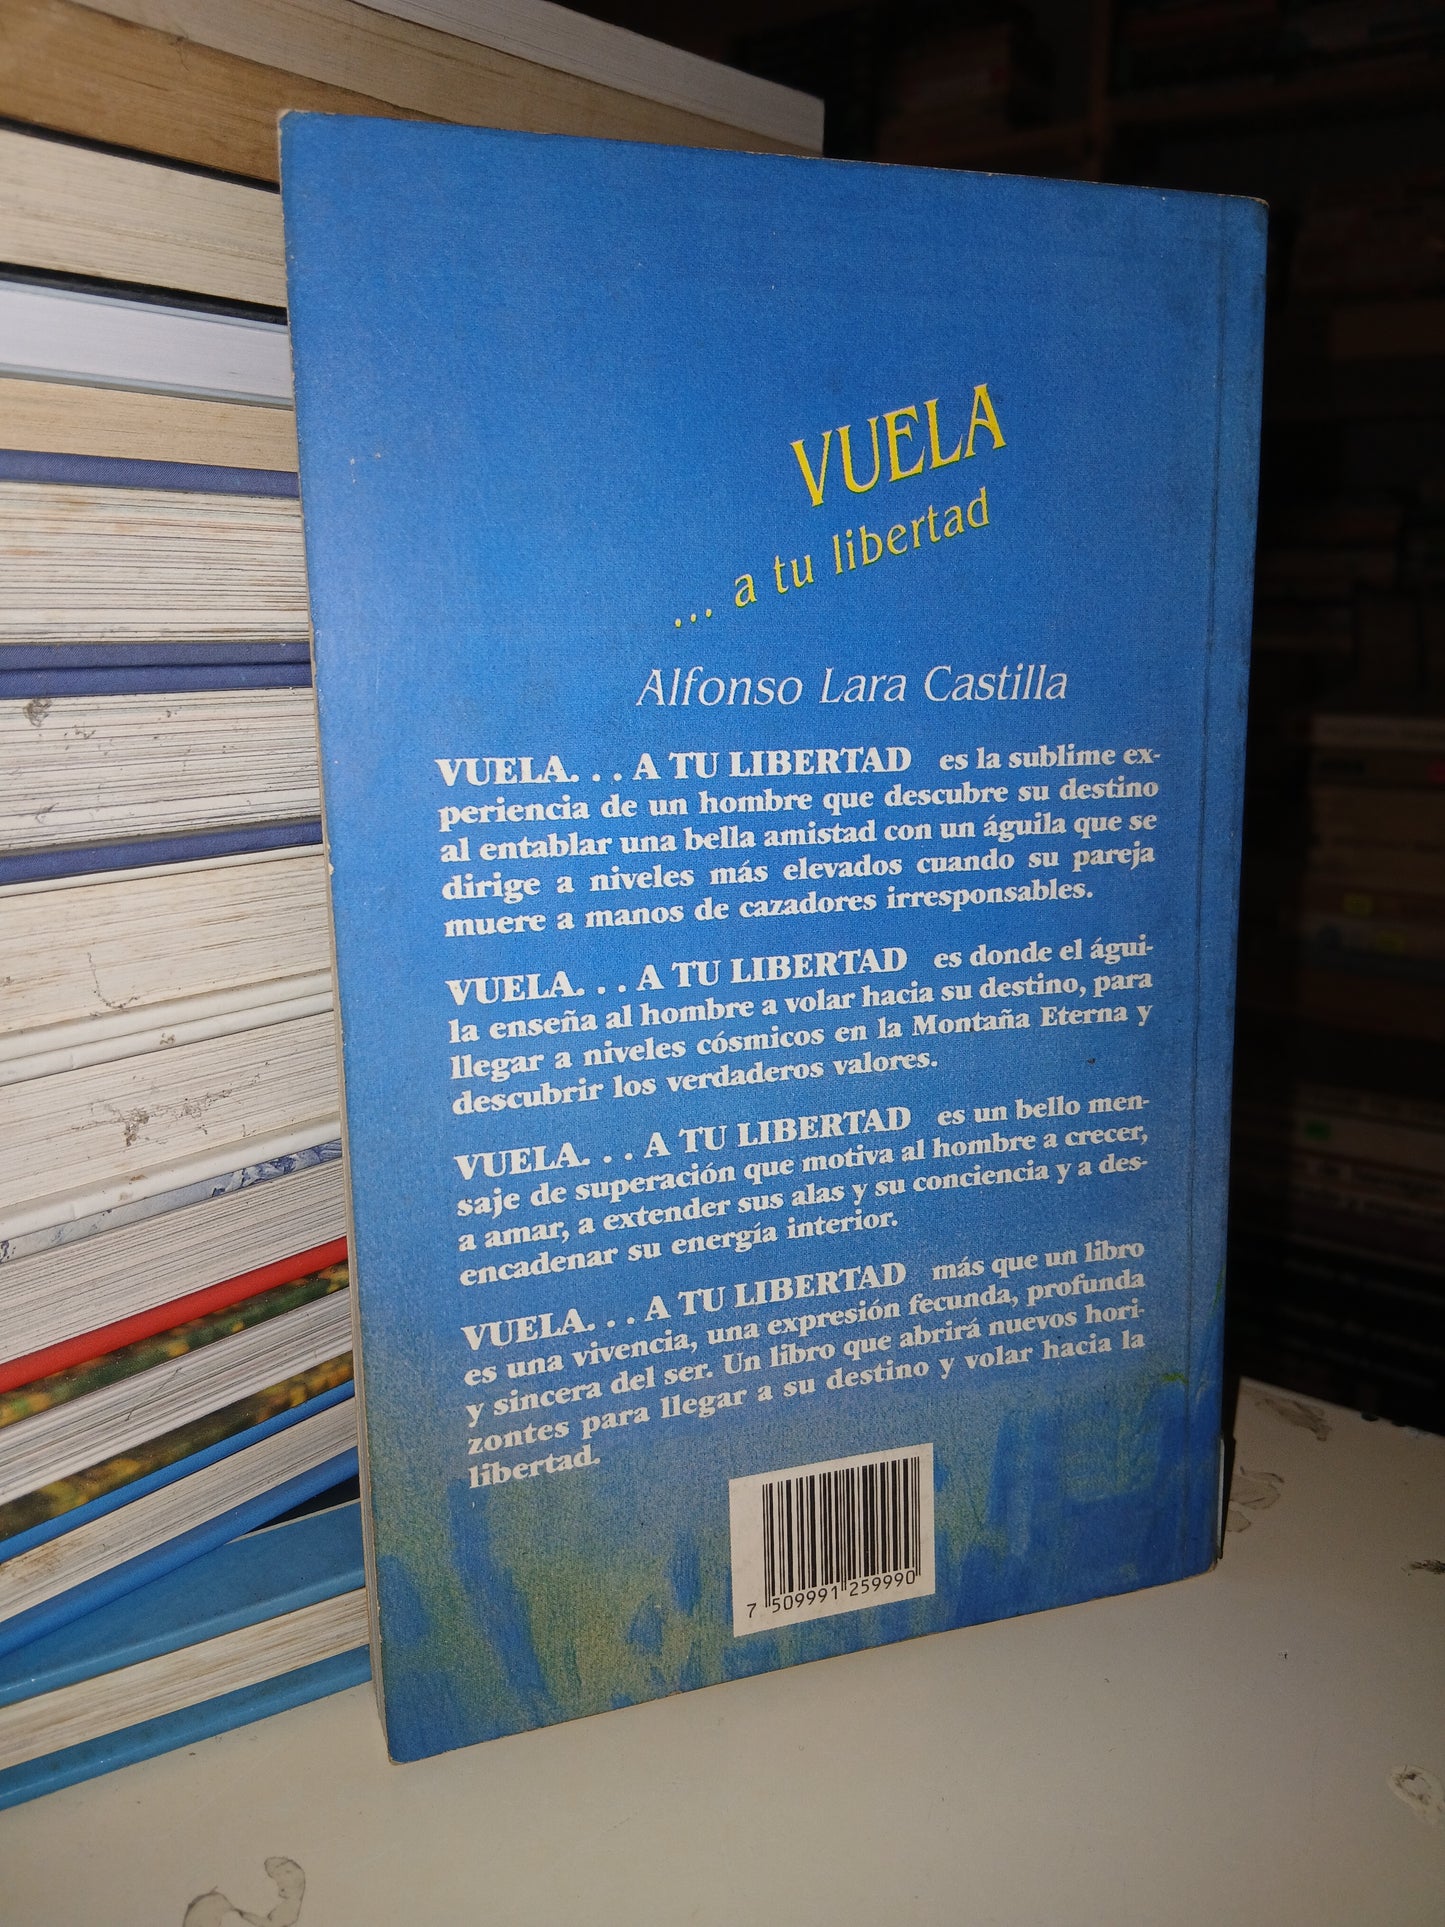 VUELA
... a tu libertad
Alfonso Lara Castilla
VUELA. . . A TU LIBERTAD es la sublime ex-
periencia de un hombre que descubre su destino
al entablar una bella amistad con un águila que se
dirige a niveles más elevados cuando su pareja
muere a manos de cazadores irresponsables.
VUELA. . . A TU LIBERTAD es donde el águi-
la enseña al hombre a volar hacia su destino, para
llegar a niveles cósmicos en la Montaña Eterna y
descubrir los verdaderos valores.
VUELA. . . A TU LIBERTAD es un bello men-
saje de superación que motiva al hombre a crecer,
a amar, a extender sus alas y su conciencia y a des-
encadenar su energía interior.
VUELA. . . A TU LIBERTAD más que un libro
es una vivencia, una expresión fecunda, profunda
y sincera del ser. Un libro que abrirá nuevos hori-
zontes para llegar a su destino y volar hacia la
libertad.
7 509991 259990